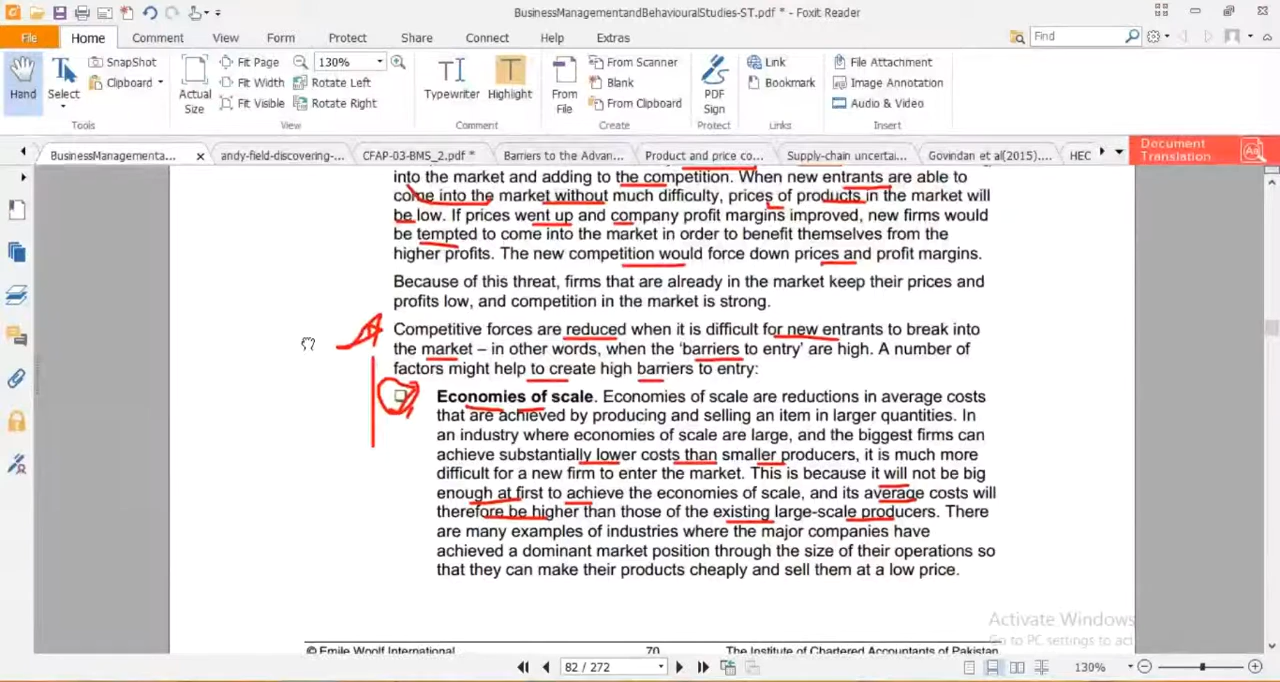 BusinessManagementandBehaviouralStudies-ST.pdf * - Foxit Reader
File Home Comment View Form Protect Share Connect Help Extras Find
Hand Select SnapShot Clipboard Actual Size Fit Page Fit Width Fit Visible 130% Rotate Left Rotate Right Typewriter Highlight From File From Scanner Blank From Clipboard PDF Sign Link Bookmark File Attachment Image Annotation Audio & Video
Tools View Comment Create Protect Links Insert
BusinessManagementa... andy-field-discovering-... CFAP-03-BMS_2.pdf * Barriers to the Advan... Product and price co... Supply-chain uncertai... Govindan et al(2015).... HEC Document Translation
into the market and adding to the competition. When new entrants are able to
come into the market without much difficulty, prices of products in the market will
be low. If prices went up and company profit margins improved, new firms would
be tempted to come into the market in order to benefit themselves from the
higher profits. The new competition would force down prices and profit margins.
Because of this threat, firms that are already in the market keep their prices and
profits low, and competition in the market is strong.
Competitive forces are reduced when it is difficult for new entrants to break into
the market – in other words, when the ‘barriers to entry’ are high. A number of
factors might help to create high barriers to entry:
Economies of scale. Economies of scale are reductions in average costs
that are achieved by producing and selling an item in larger quantities. In
an industry where economies of scale are large, and the biggest firms can
achieve substantially lower costs than smaller producers, it is much more
difficult for a new firm to enter the market. This is because it will not be big
enough at first to achieve the economies of scale, and its average costs will
therefore be higher than those of the existing large-scale producers. There
are many examples of industries where the major companies have
achieved a dominant market position through the size of their operations so
that they can make their products cheaply and sell them at a low price.
Activate Windows
Go to PC settings to acti
© Emile Woolf International 70 The Institute of Chartered Accountants of Pakistan
82 / 272 130%